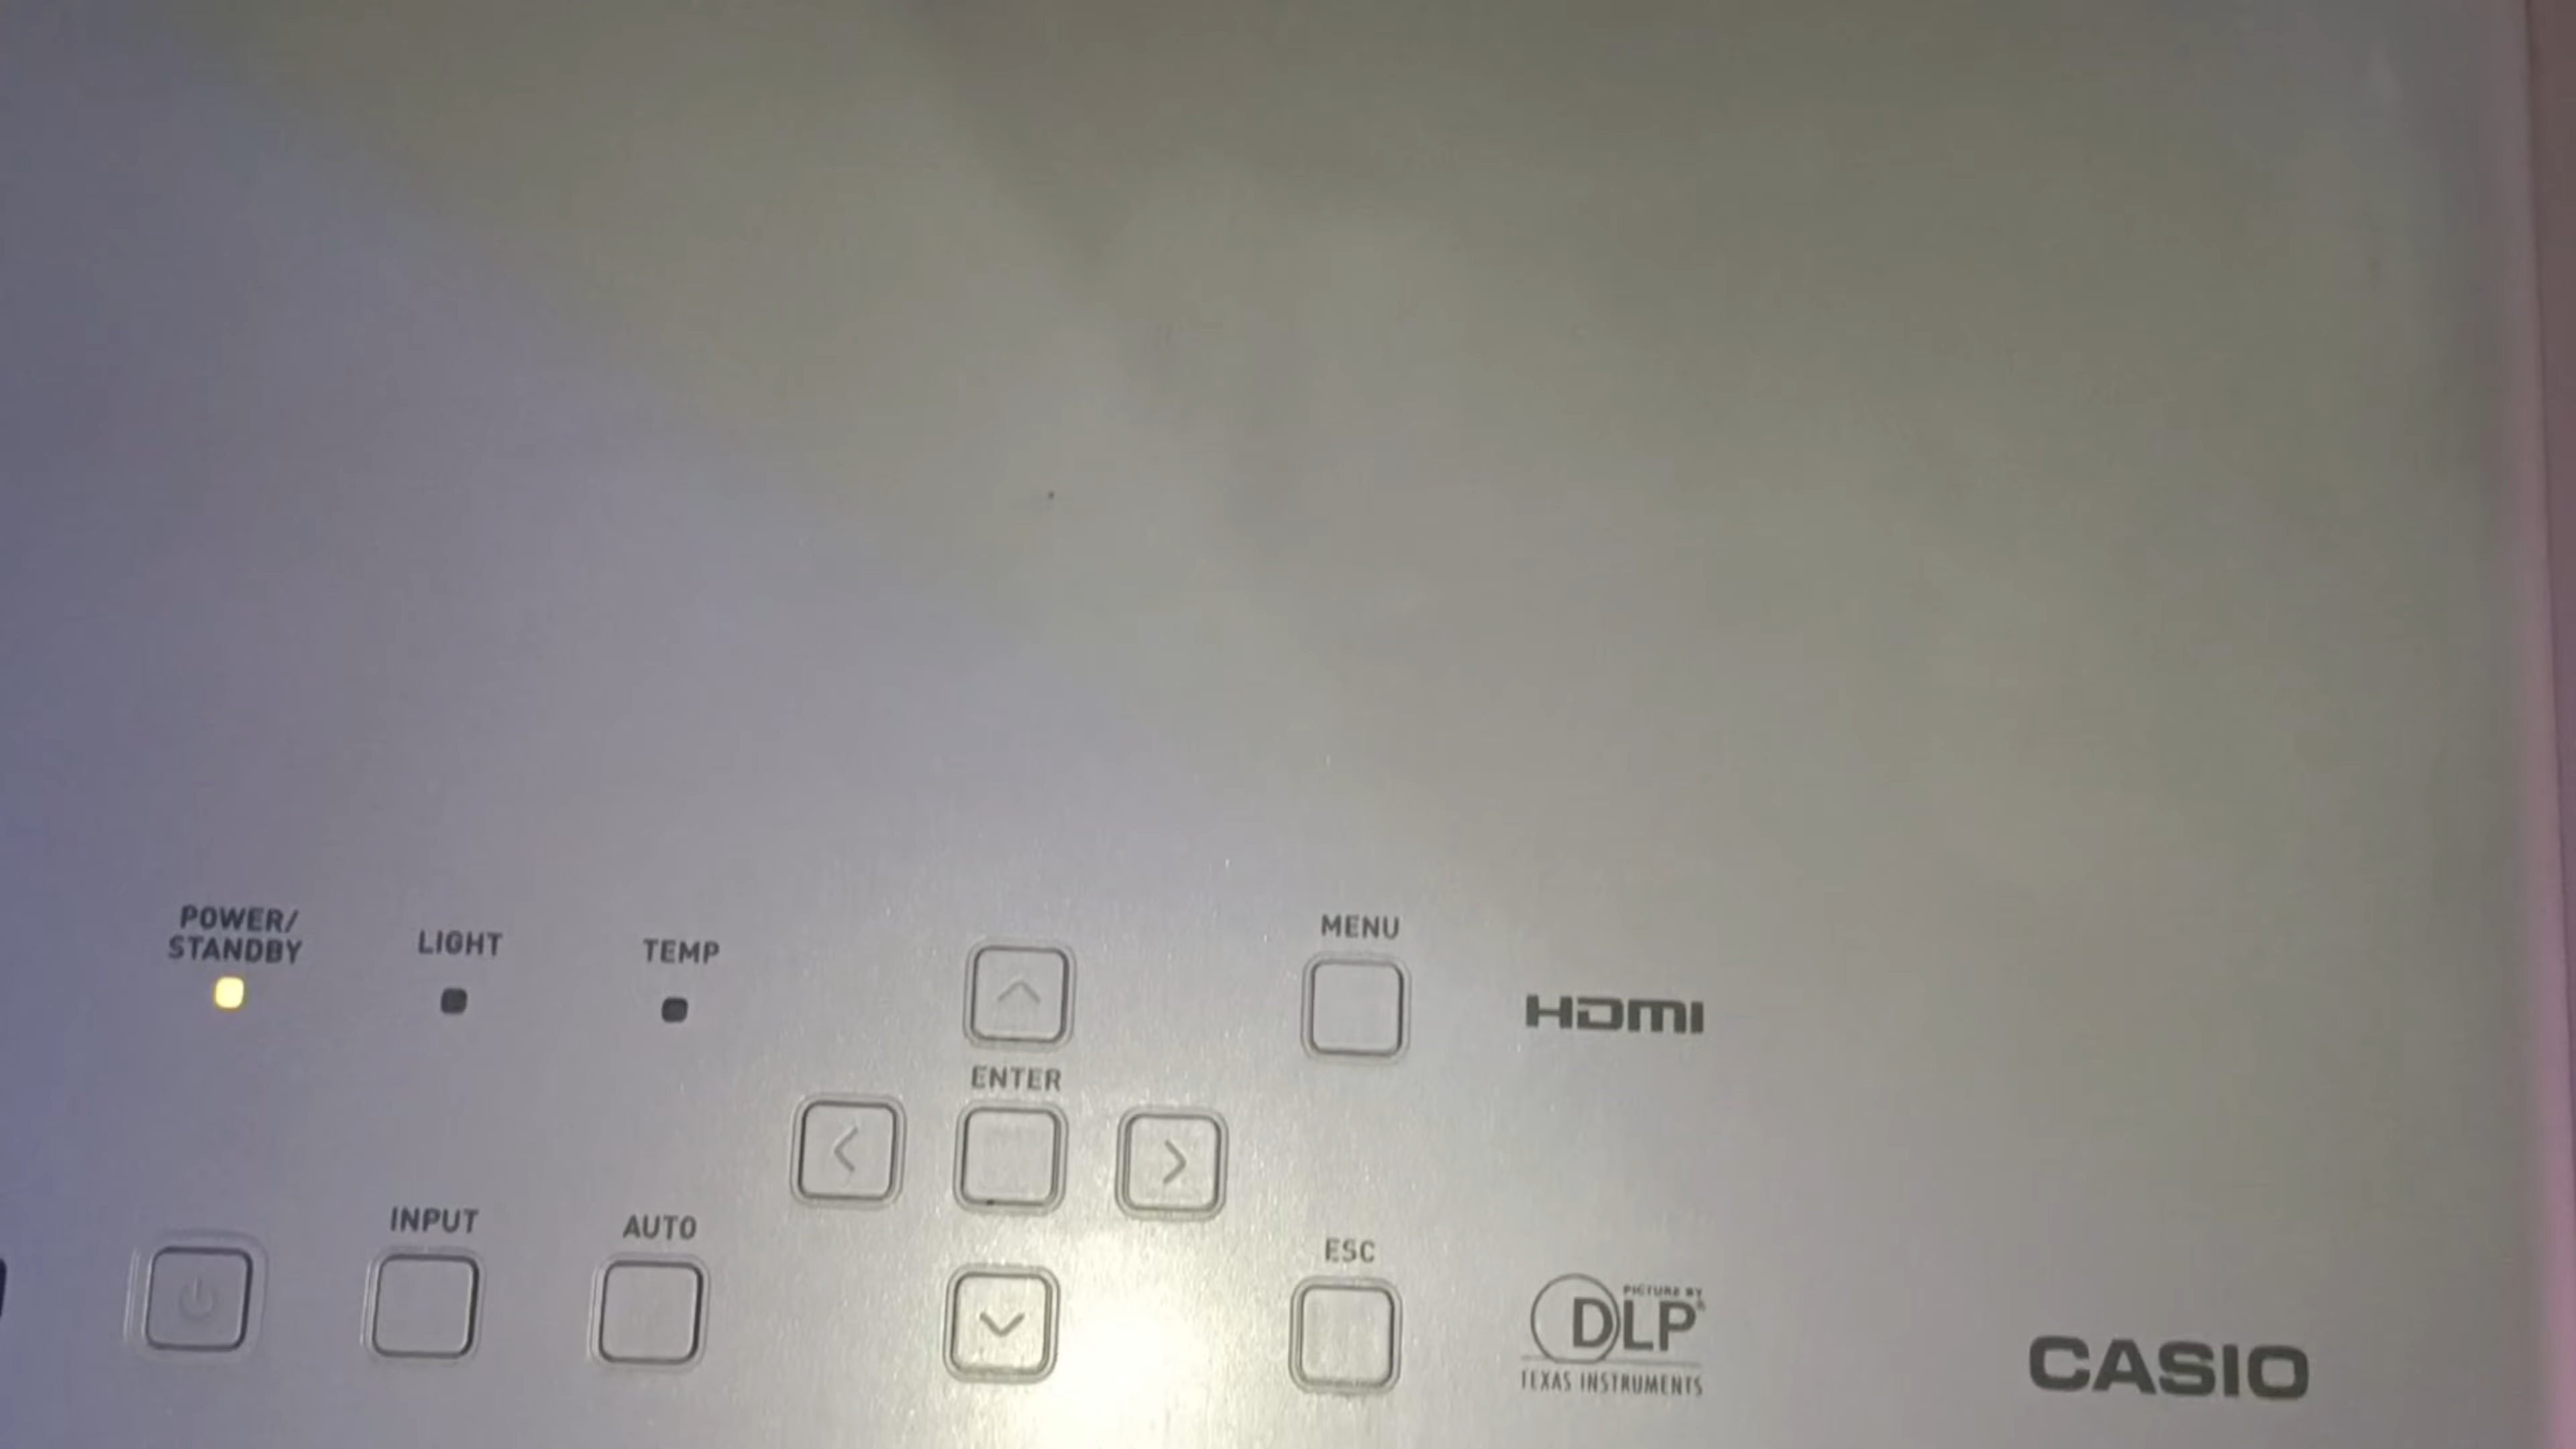 POWER/
STANDBY
LIGHT
TEMP
MENU
HDMI
ENTER
INPUT
AUTO
ESC
PICTURE BY
DLP®
TEXAS INSTRUMENTS
CASIO